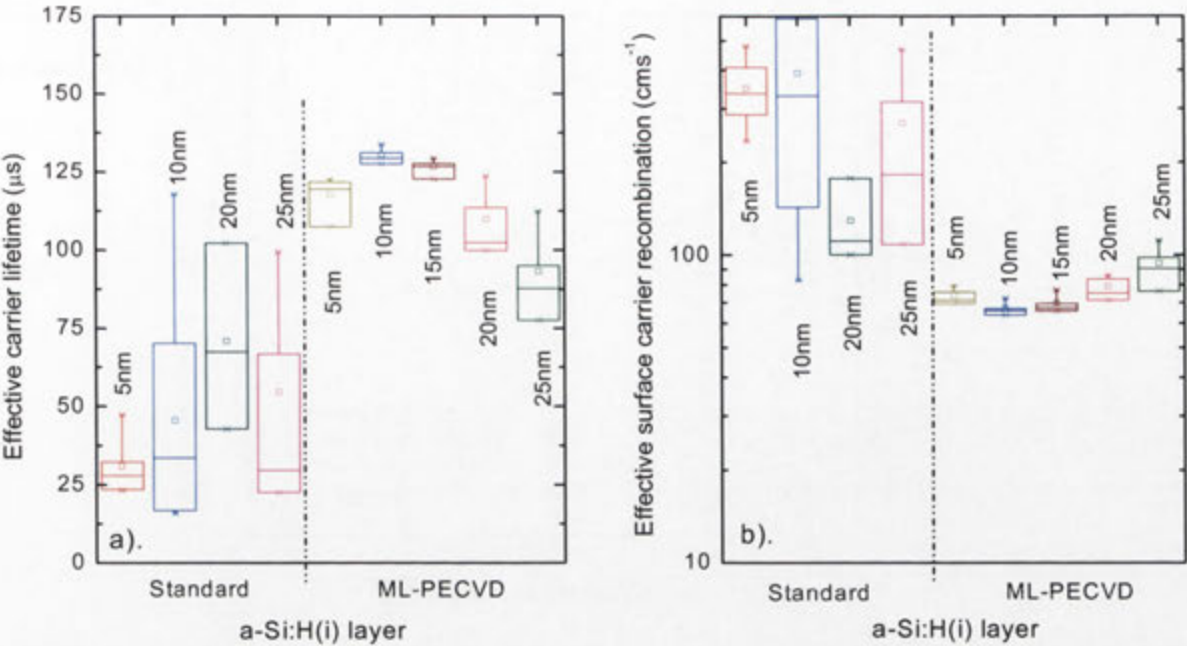 Effective carrier lifetime (μs)
175
150
125
100
75
50
25
0
5nm
10nm
20nm
25nm
5nm
10nm
15nm
20nm
25nm
a).
Standard
ML-PECVD
a-Si:H(i) layer
Effective surface carrier recombination (cms⁻¹)
100
10
5nm
10nm
20nm
25nm
5nm
10nm
15nm
20nm
25nm
b).
Standard
ML-PECVD
a-Si:H(i) layer